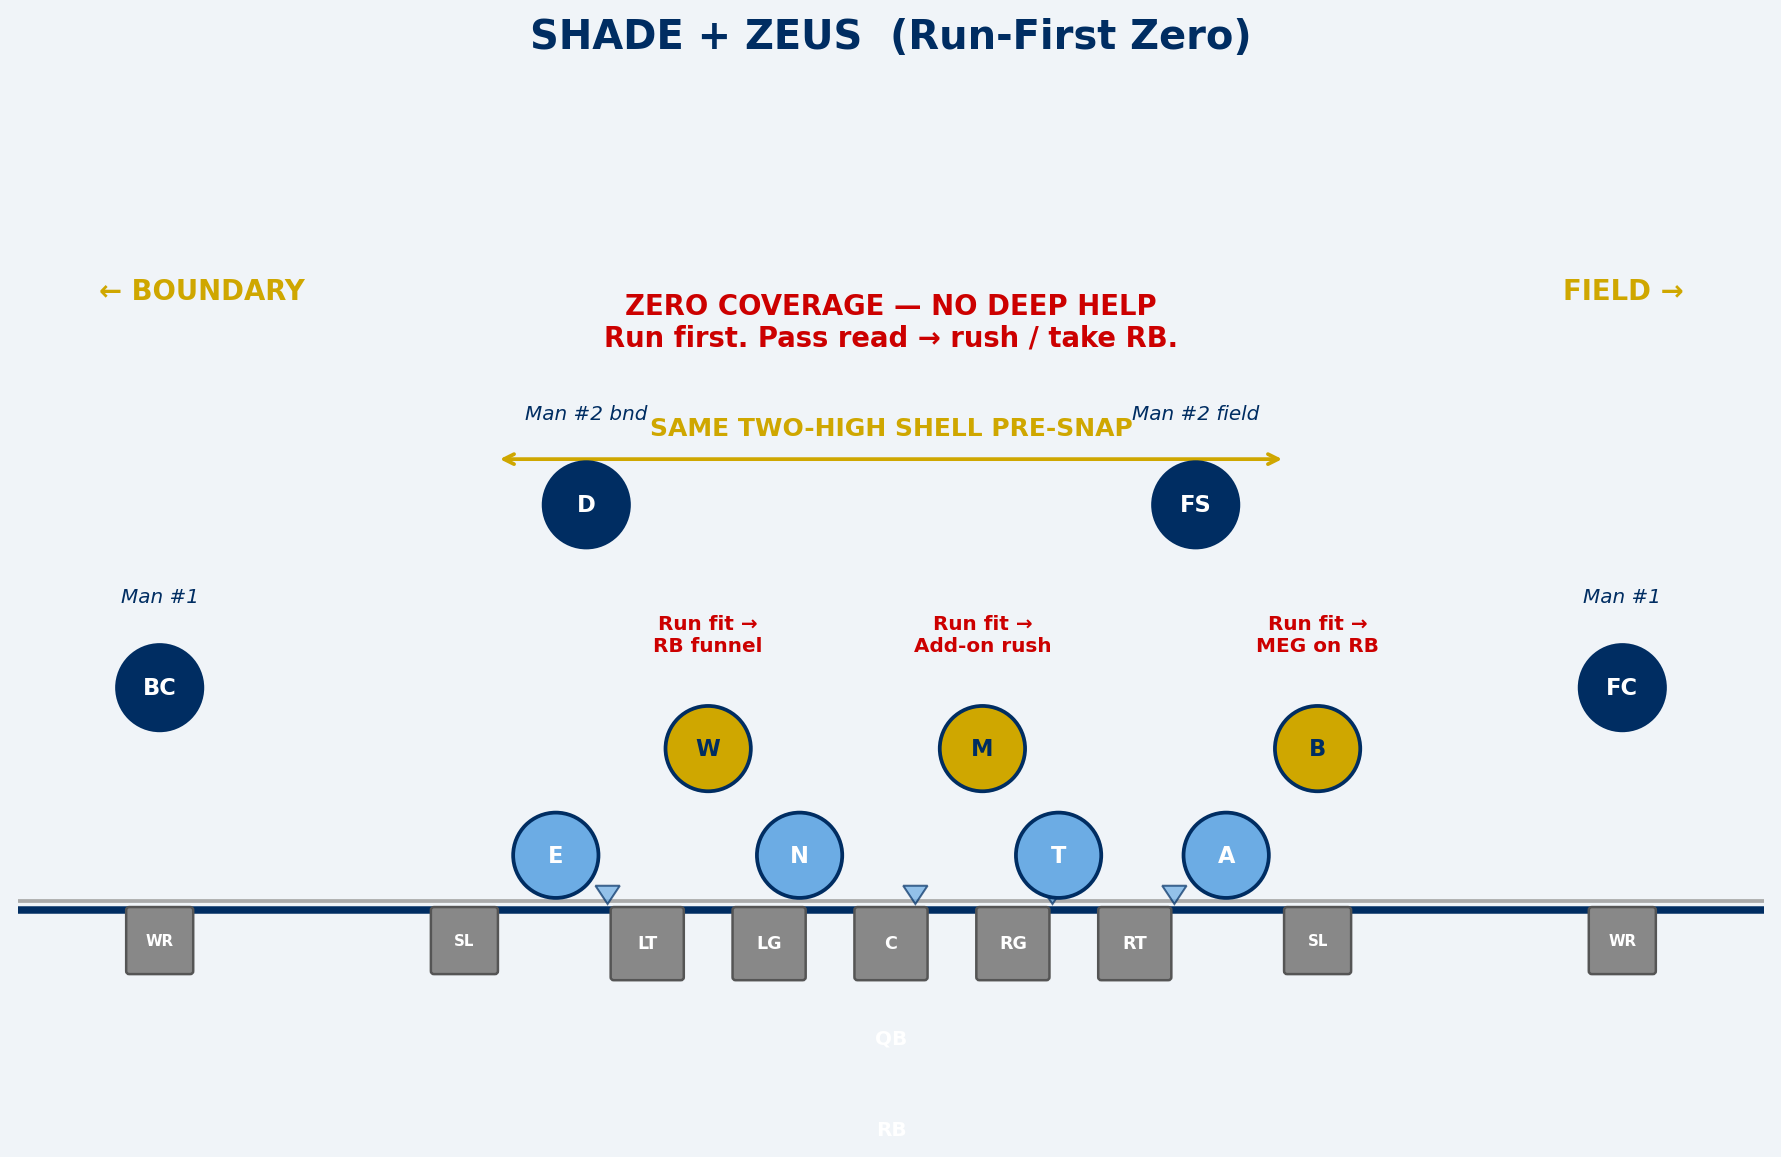 SHADE + ZEUS (Run-First Zero)
← BOUNDARY
FIELD →
ZERO COVERAGE — NO DEEP HELP
Run first. Pass read → rush / take RB.
Man #2 bnd
SAME TWO-HIGH SHELL PRE-SNAP
Man #2 field
D
FS
Man #1
Man #1
Run fit →
RB funnel
Run fit →
Add-on rush
Run fit →
MEG on RB
BC
FC
W
M
B
E
N
T
A
WR
SL
LT
LG
C
RG
RT
SL
WR
QB
RB